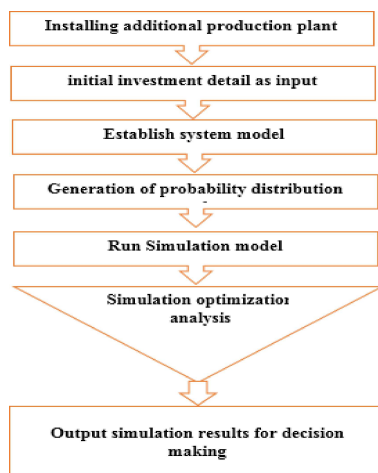 Installing additional production plant
initial investment detail as input
Establish system model
Generation of probability distribution
Run Simulation model
Simulation optimization
analysis
Output simulation results for decision
making